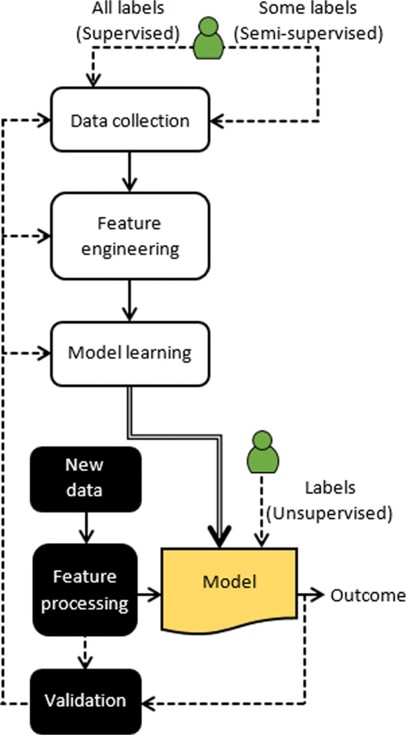 All labels
(Supervised)
Some labels
(Semi-supervised)
Data collection
Feature
engineering
Model learning
New
data
Labels
(Unsupervised)
Feature
processing
Model
Outcome
Validation